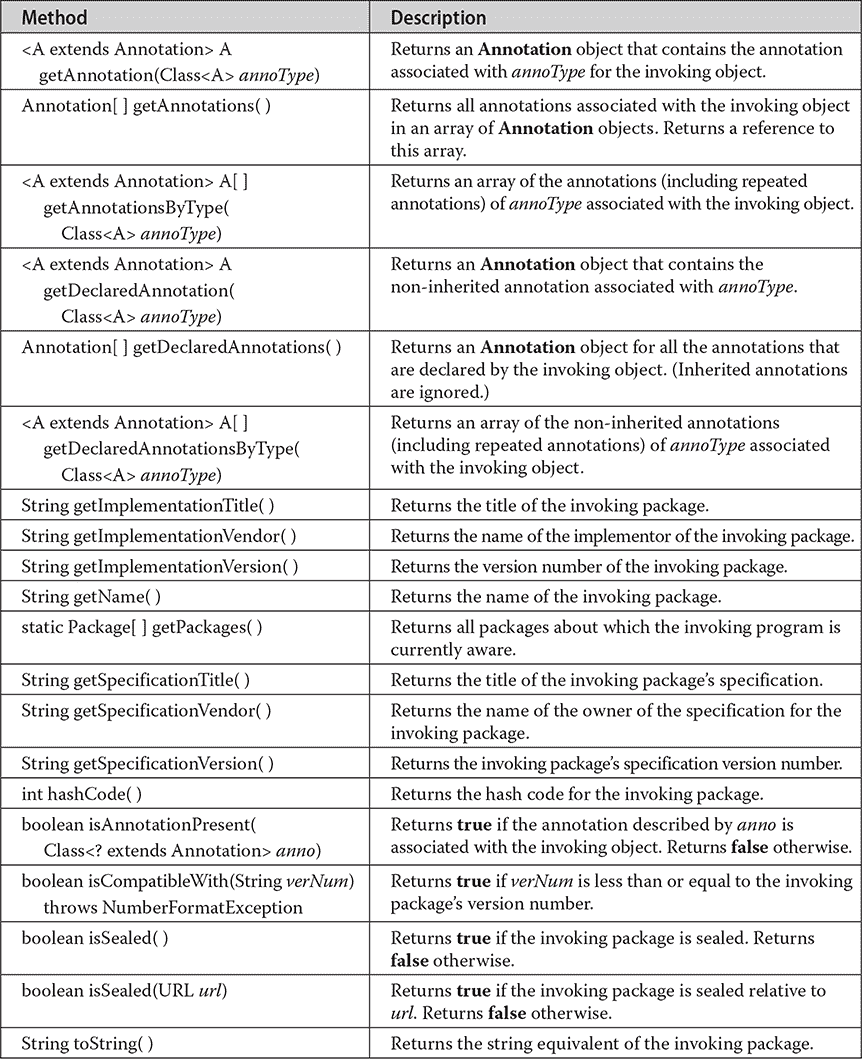 Method Description
<A extends Annotation> A
getAnnotation(Class<A> annoType)
Returns an Annotation object that contains the annotation
associated with annoType for the invoking object.
Annotation[ ] getAnnotations( )
Returns all annotations associated with the invoking object
in an array of Annotation objects. Returns a reference to
this array.
<A extends Annotation> A[ ]
getAnnotationsByType(
Class<A> annoType)
Returns an array of the annotations (including repeated
annotations) of annoType associated with the invoking object.
<A extends Annotation> A
getDeclaredAnnotation(
Class<A> annoType)
Returns an Annotation object that contains the
non-inherited annotation associated with annoType.
Annotation[ ] getDeclaredAnnotations( )
Returns an Annotation object for all the annotations that
are declared by the invoking object. (Inherited annotations
are ignored.)
<A extends Annotation> A[ ]
getDeclaredAnnotationsByType(
Class<A> annoType)
Returns an array of the non-inherited annotations
(including repeated annotations) of annoType associated
with the invoking object.
String getImplementationTitle( ) Returns the title of the invoking package.
String getImplementationVendor( ) Returns the name of the implementor of the invoking package.
String getImplementationVersion( ) Returns the version number of the invoking package.
String getName( ) Returns the name of the invoking package.
static Package[ ] getPackages( )
Returns all packages about which the invoking program is
currently aware.
String getSpecificationTitle( ) Returns the title of the invoking package's specification.
String getSpecificationVendor( )
Returns the name of the owner of the specification for the
invoking package.
String getSpecificationVersion( ) Returns the invoking package's specification version number.
int hashCode( ) Returns the hash code for the invoking package.
boolean isAnnotationPresent(
Class<? extends Annotation> anno)
Returns true if the annotation described by anno is
associated with the invoking object. Returns false otherwise.
boolean isCompatibleWith(String verNum)
throws NumberFormatException
Returns true if verNum is less than or equal to the invoking
package's version number.
boolean isSealed( )
Returns true if the invoking package is sealed. Returns
false otherwise.
boolean isSealed(URL url)
Returns true if the invoking package is sealed relative to
url. Returns false otherwise.
String toString( ) Returns the string equivalent of the invoking package.